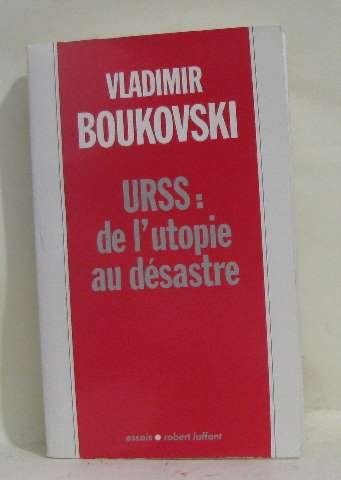 VLADIMIR
BOUKOVSKI
URSS :
de l'utopie
au désastre
essais ● robert laffont